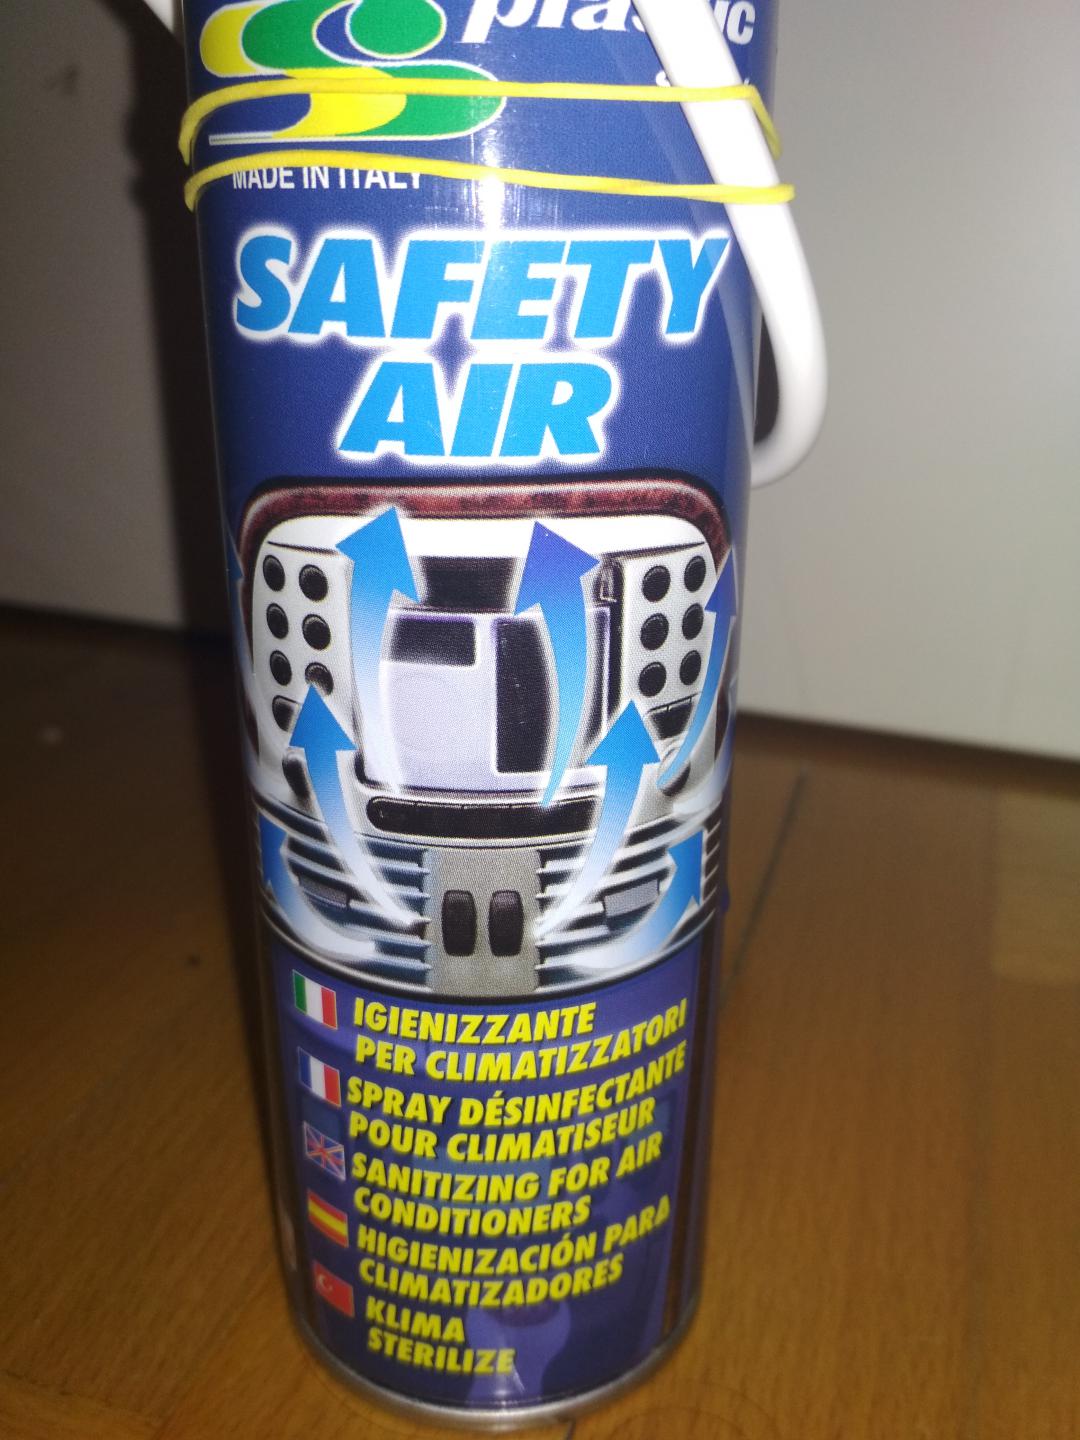 MADE IN ITALY
SAFETY
AIR
IGIENIZZANTE
PER CLIMATIZZATORI
SPRAY DÉSINFECTANTE
POUR CLIMATISEUR
SANITIZING FOR AIR
CONDITIONERS
HIGIENIZACIÓN PARA
CLIMATIZADORES
KLIMA
STERILIZE